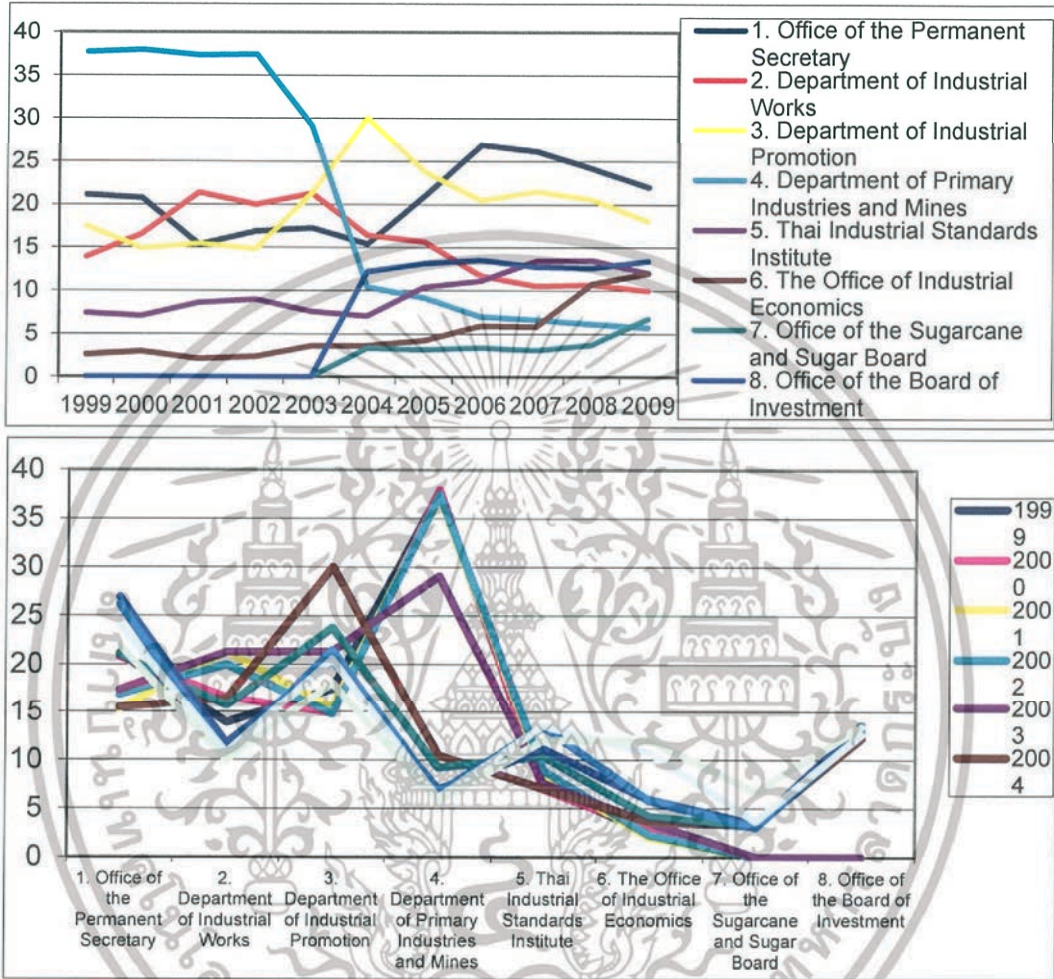 40
35
30
25
20
15
10
5
0
1999 2000 2001 2002 2003 2004 2005 2006 2007 2008 2009
1. Office of the Permanent
Secretary
2. Department of Industrial
Works
3. Department of Industrial
Promotion
4. Department of Primary
Industries and Mines
5. Thai Industrial Standards
Institute
6. The Office of Industrial
Economics
7. Office of the Sugarcane
and Sugar Board
8. Office of the Board of
Investment
40
35
30
25
20
15
10
5
0
1. Office of
the
Permanent
Secretary
2.
Department
of Industrial
Works
3.
Department
of Industrial
Promotion
4.
Department
of Primary
Industries
and Mines
5. Thai
Industrial
Standards
Institute
6. The Office
of Industrial
Economics
7. Office of
the
Sugarcane
and Sugar
Board
8. Office of
the Board of
Investment
199
9
200
0
200
1
200
2
200
3
200
4